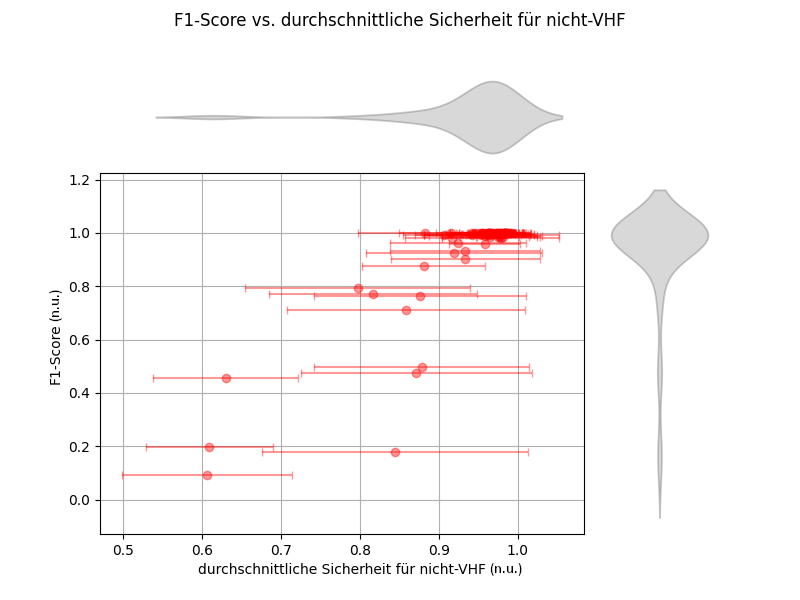 F1-Score vs. durchschnittliche Sicherheit für nicht-VHF
1.2
1.0
0.8
0.6
0.4
0.2
0.0
F1-Score (n.u.)
0.5 0.6 0.7 0.8 0.9 1.0
durchschnittliche Sicherheit für nicht-VHF (n.u.)